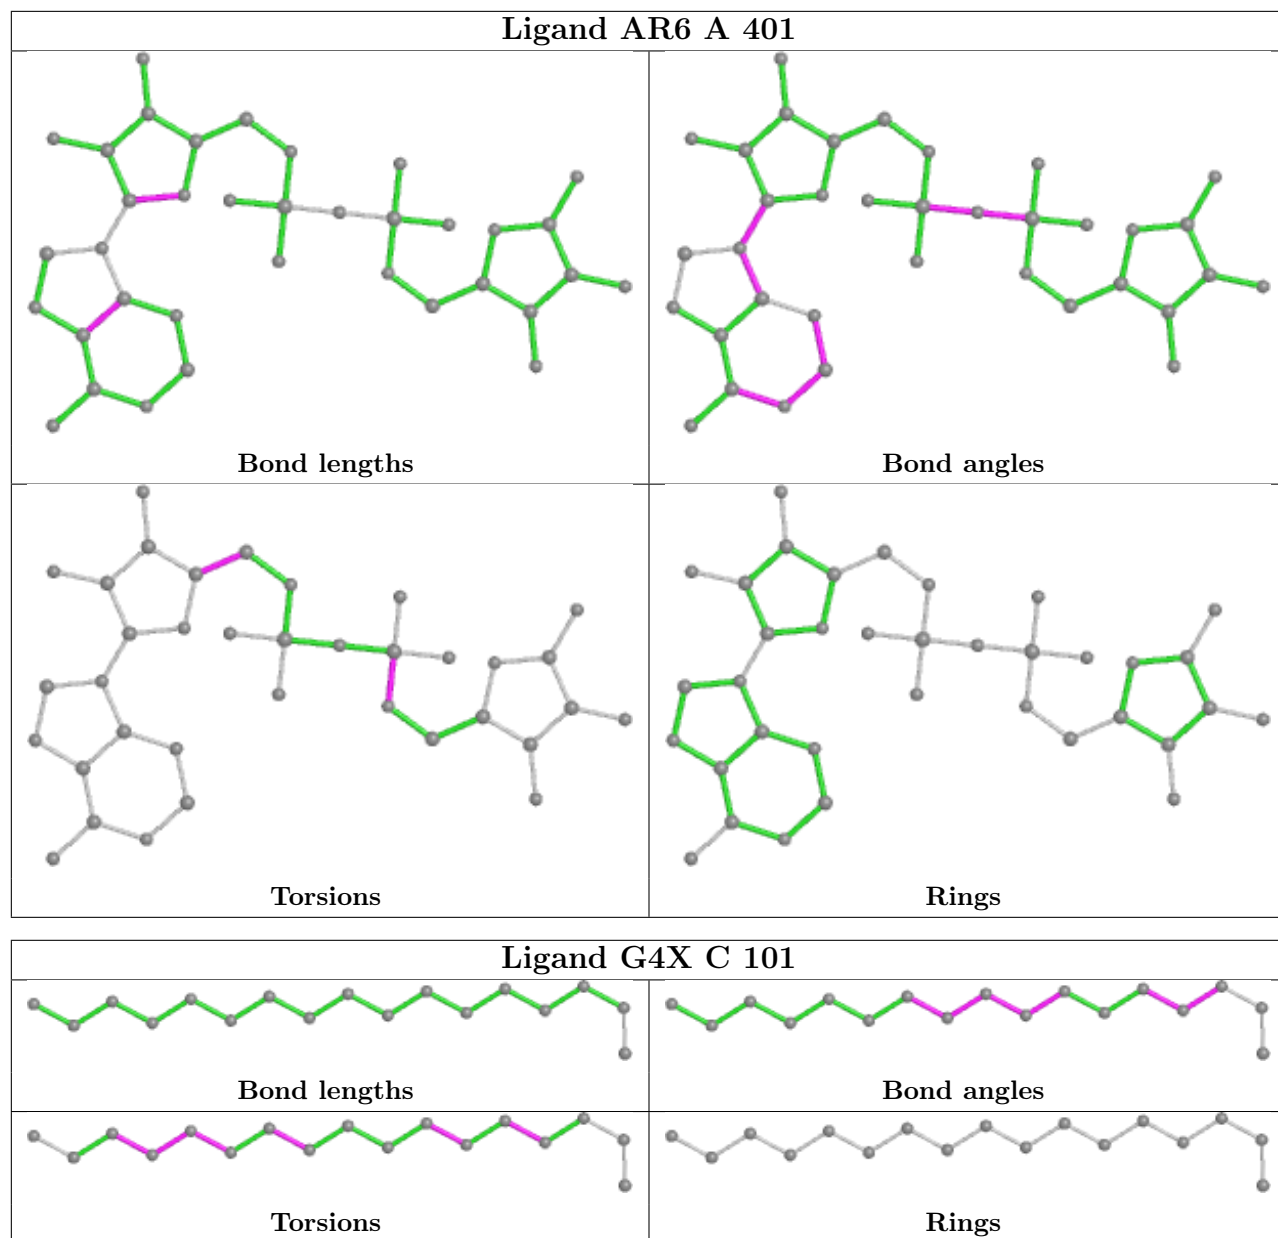 Ligand AR6 A 401
Bond lengths
Bond angles
Torsions
Rings
Ligand G4X C 101
Bond lengths
Bond angles
Torsions
Rings